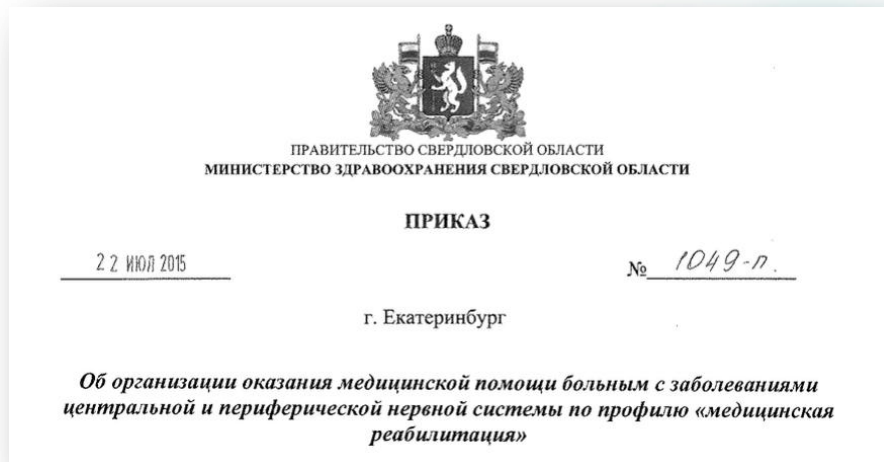 ПРАВИТЕЛЬСТВО СВЕРДЛОВСКОЙ ОБЛАСТИ
МИНИСТЕРСТВО ЗДРАВООХРАНЕНИЯ СВЕРДЛОВСКОЙ ОБЛАСТИ
ПРИКАЗ
22 ИЮЛ 2015 № 1049-п.
г. Екатеринбург
Об организации оказания медицинской помощи больным с заболеваниями
центральной и периферической нервной системы по профилю «медицинская
реабилитация»